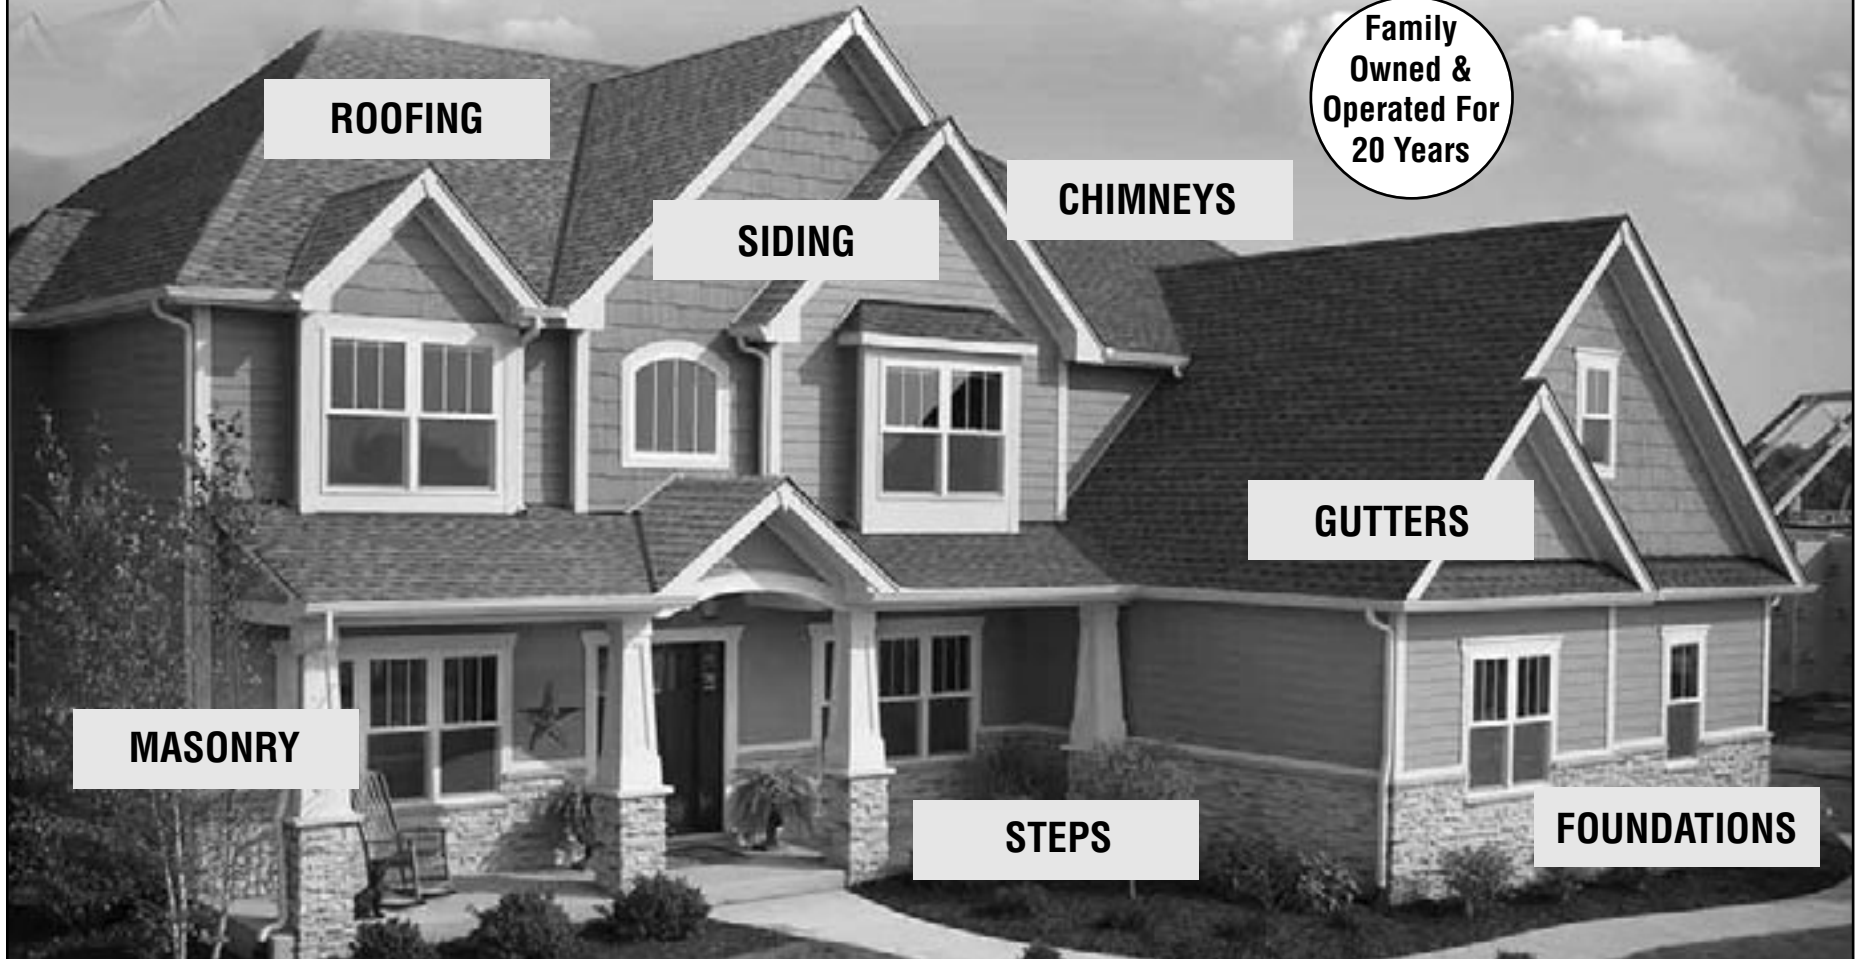 Family
Owned &
Operated For
20 Years
ROOFING
CHIMNEYS
SIDING
GUTTERS
MASONRY
STEPS
FOUNDATIONS